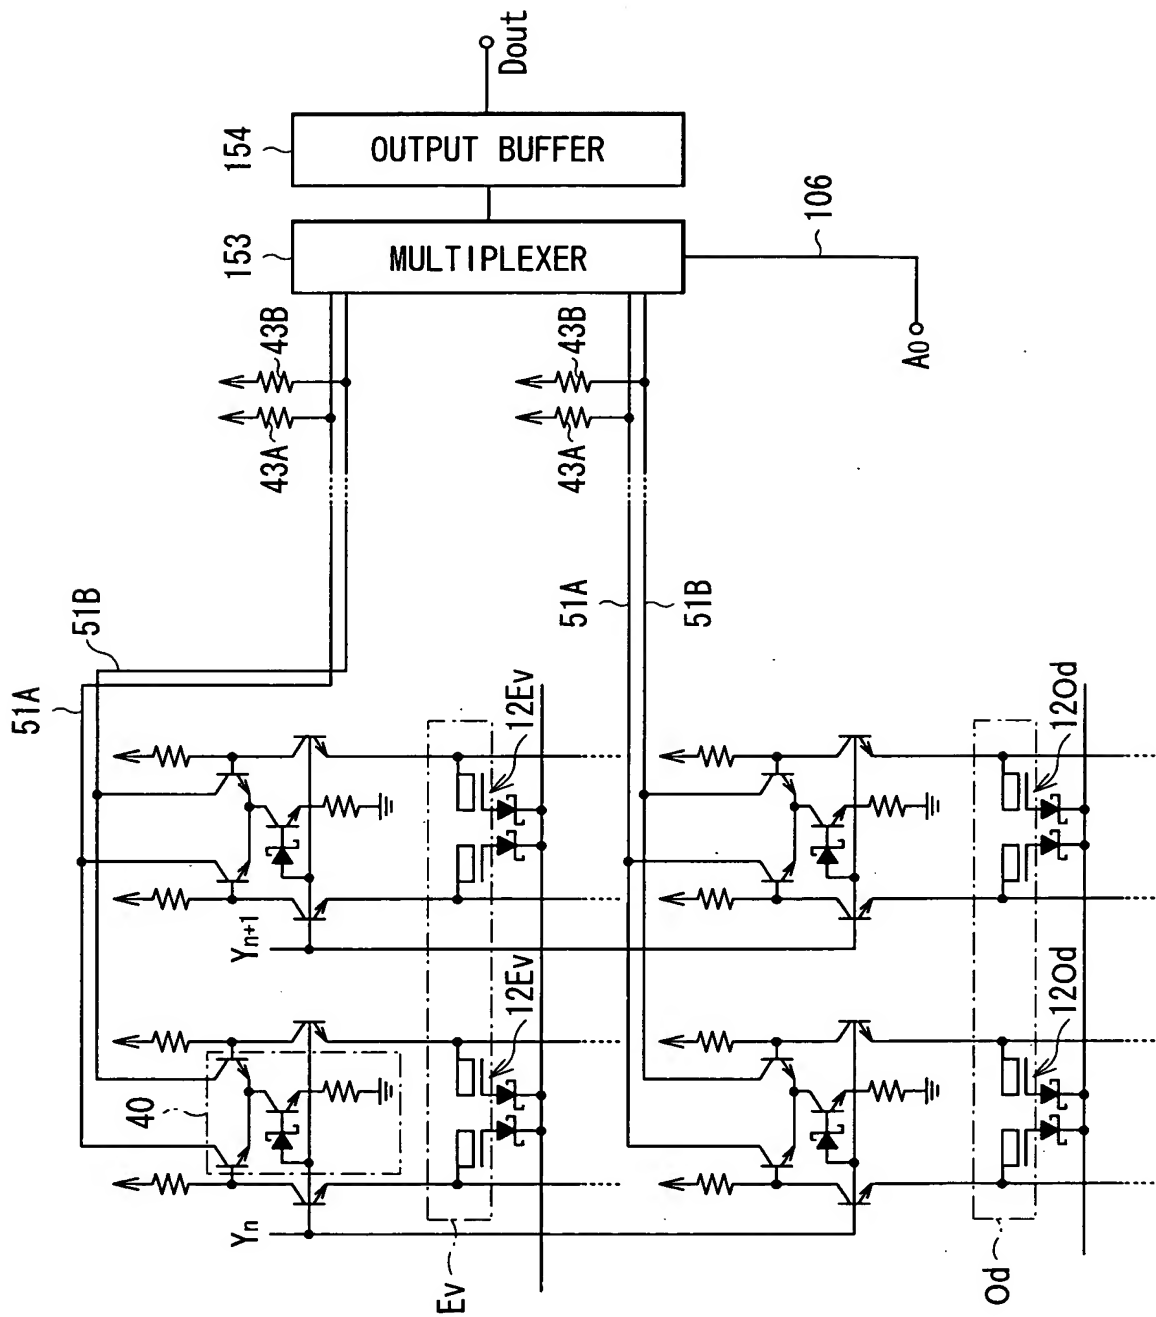 Dout
154
OUTPUT BUFFER
153
MULTIPLEXER
106
A0
43B
43A
43B
43A
51B
51A
51A
51B
12Ev
12Od
Yn+1
12Ev
12Od
40
Yn
Ev
Od